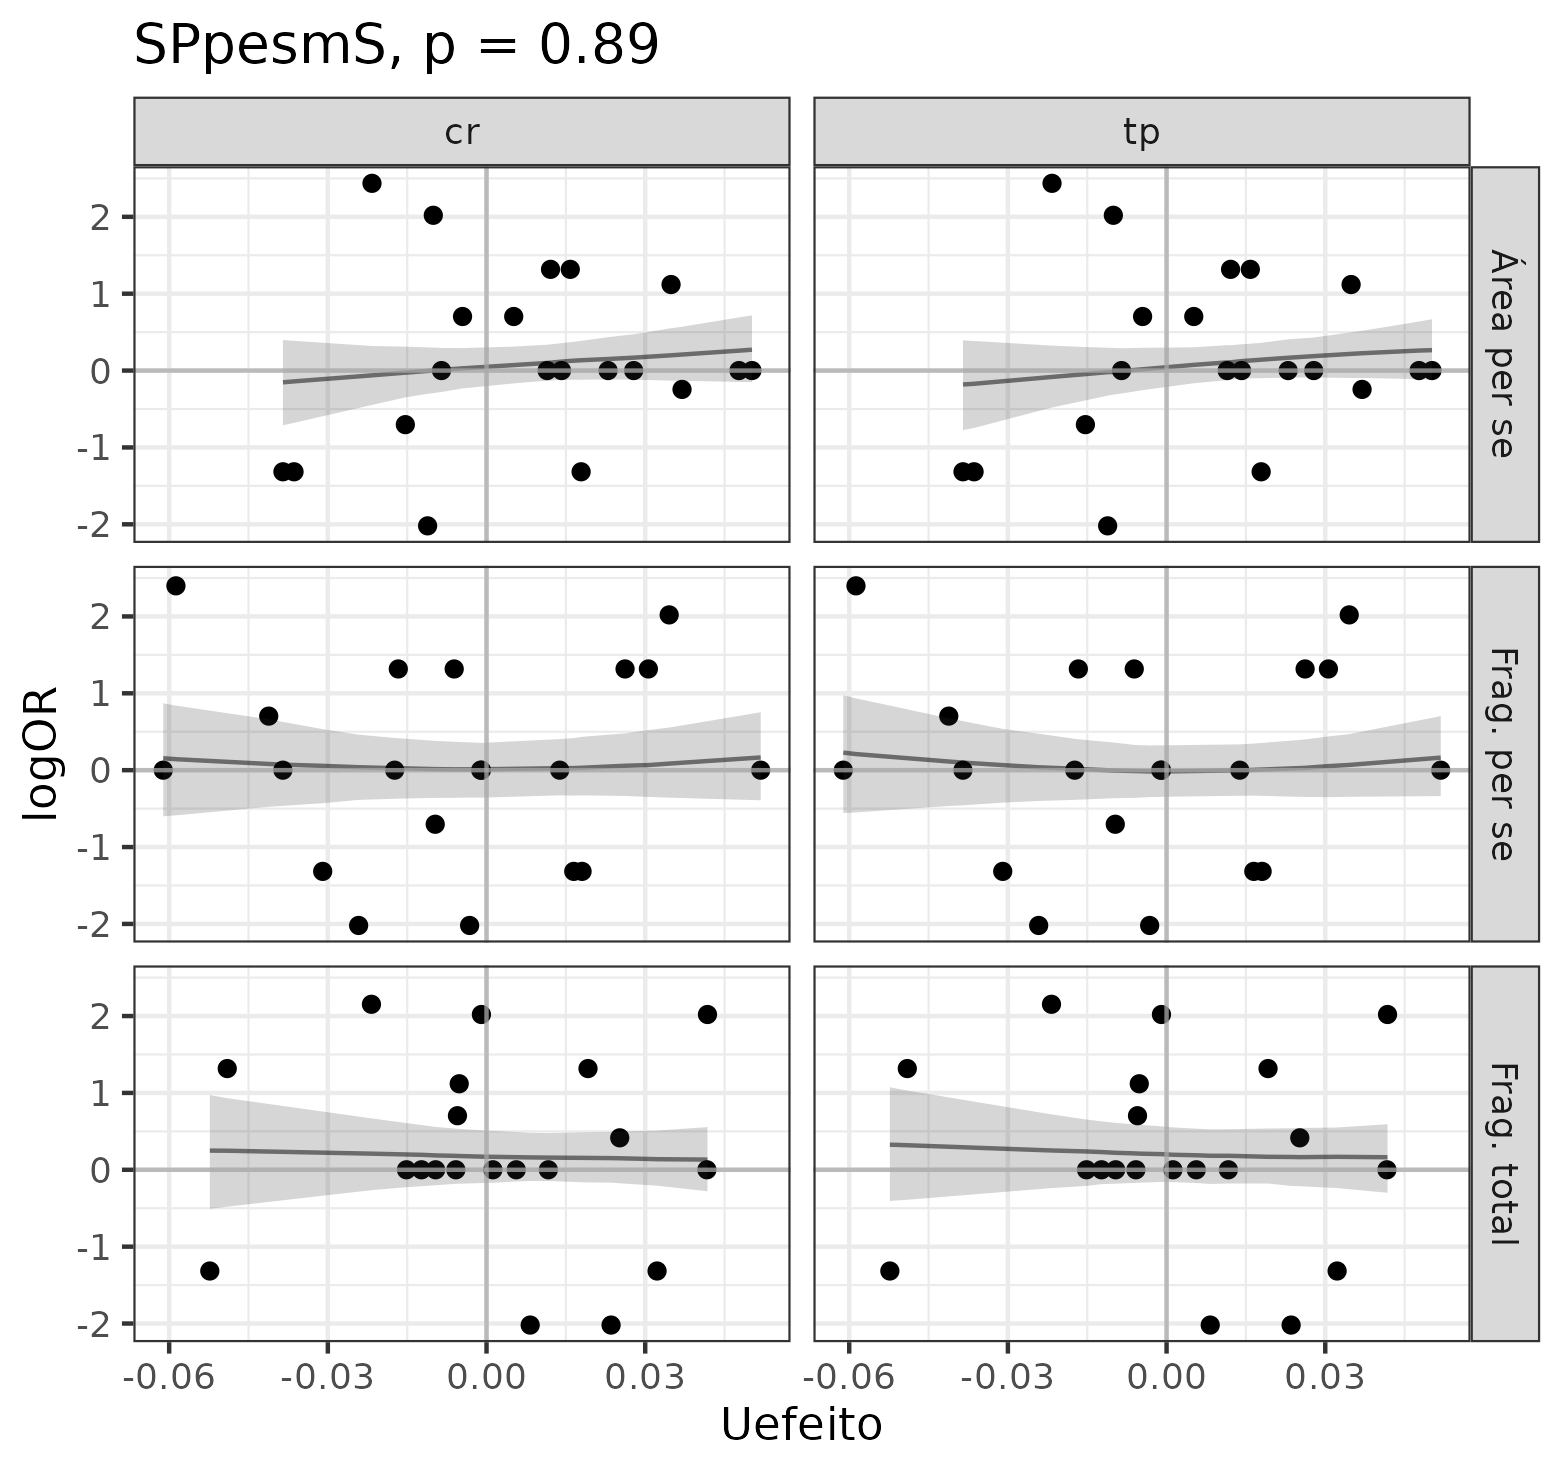 SPpesmS, p = 0.89
cr
tp
2
1
0
-1
-2
Área per se
2
1
0
-1
-2
Frag. per se
logOR
2
1
0
-1
-2
Frag. total
-0.06 -0.03 0.00 0.03
-0.06 -0.03 0.00 0.03
Uefeito